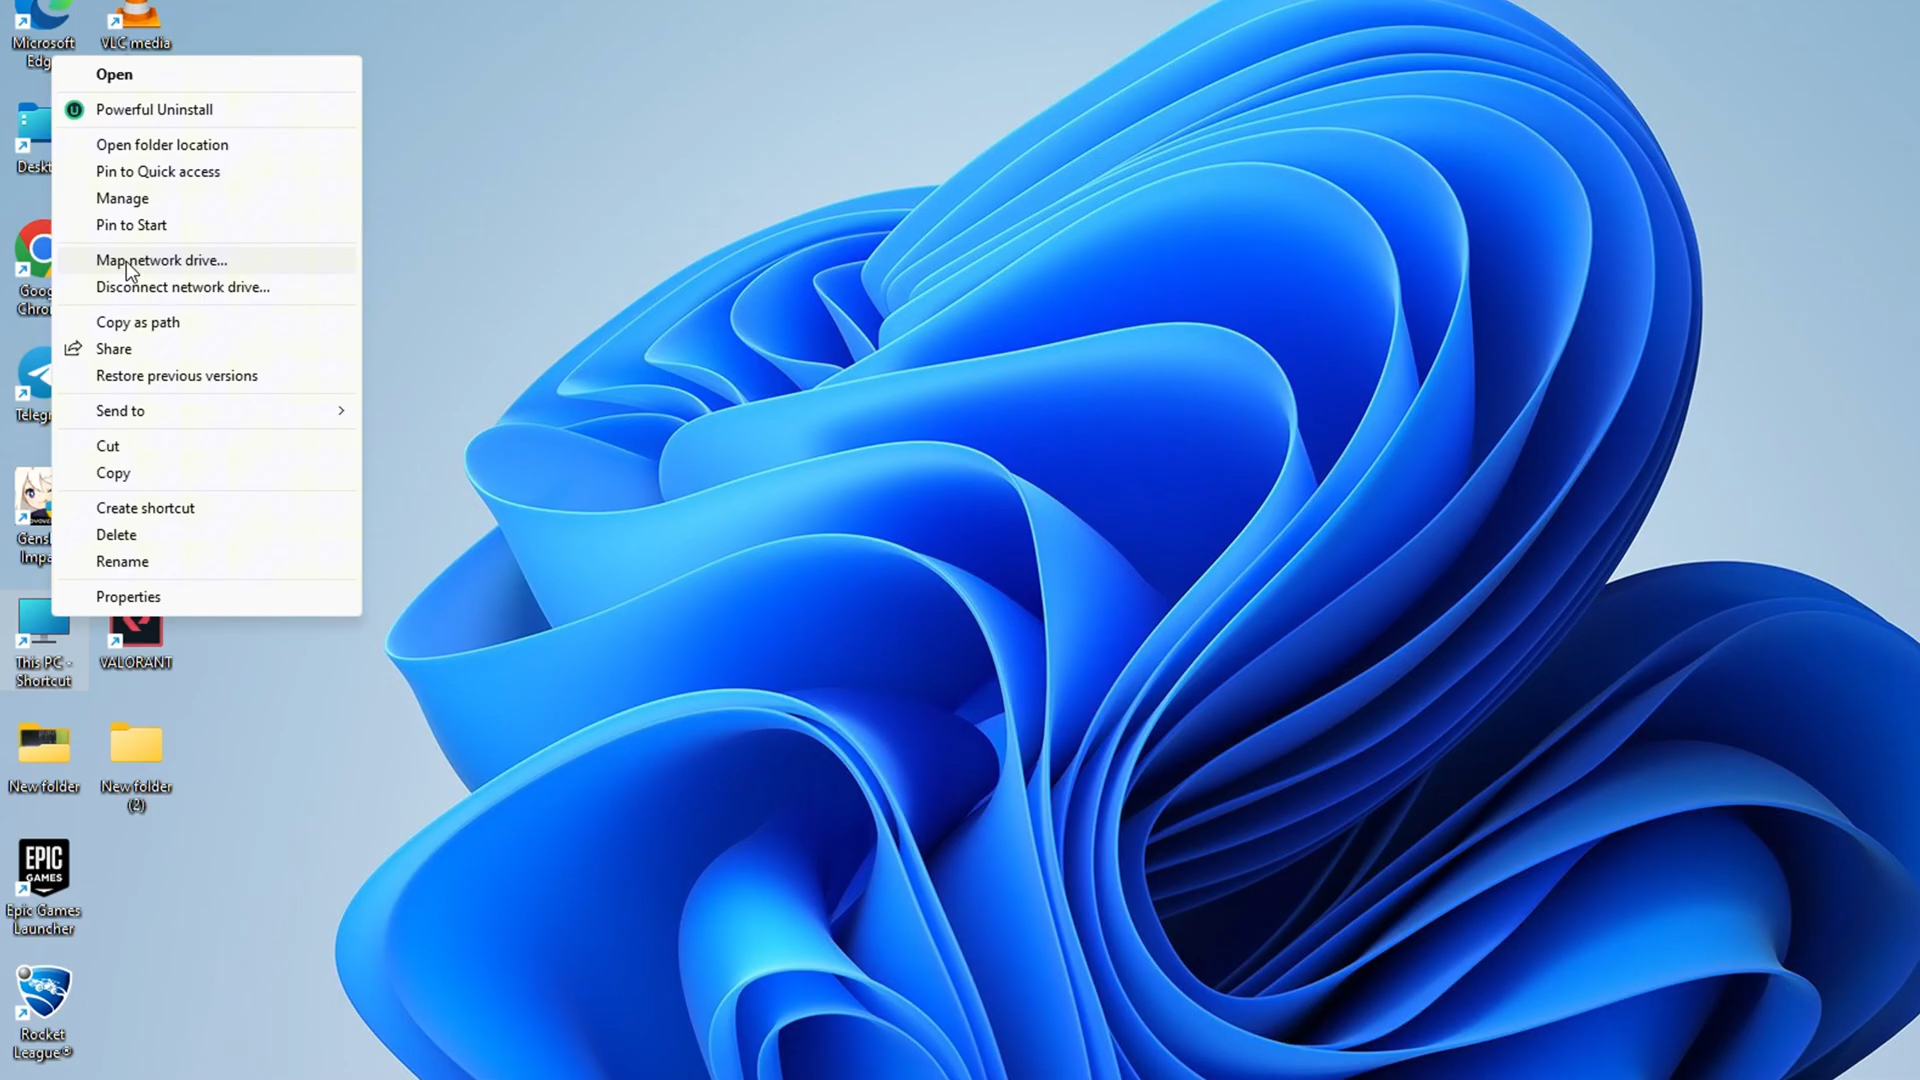 Microsoft
Edg
VLC media
Open
Powerful Uninstall
Open folder location
Pin to Quick access
Manage
Pin to Start
Map network drive...
Disconnect network drive...
Copy as path
Share
Restore previous versions
Send to
Cut
Copy
Create shortcut
Delete
Rename
Properties
Deskt
Goog
Chro
Telegr
Gensh
Impa
This PC -
Shortcut
VALORANT
New folder
New folder
(2)
EPIC
GAMES
Epic Games
Launcher
Rocket
League®